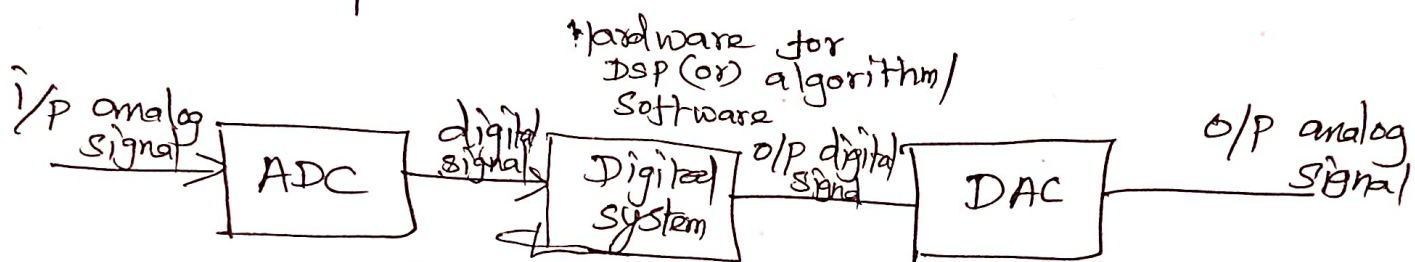 Hardware for
DSP (or) algorithm/
Software
i/p analog
signal
ADC
digital
signal
Digital
system
o/p digital
signal
DAC
o/p analog
signal